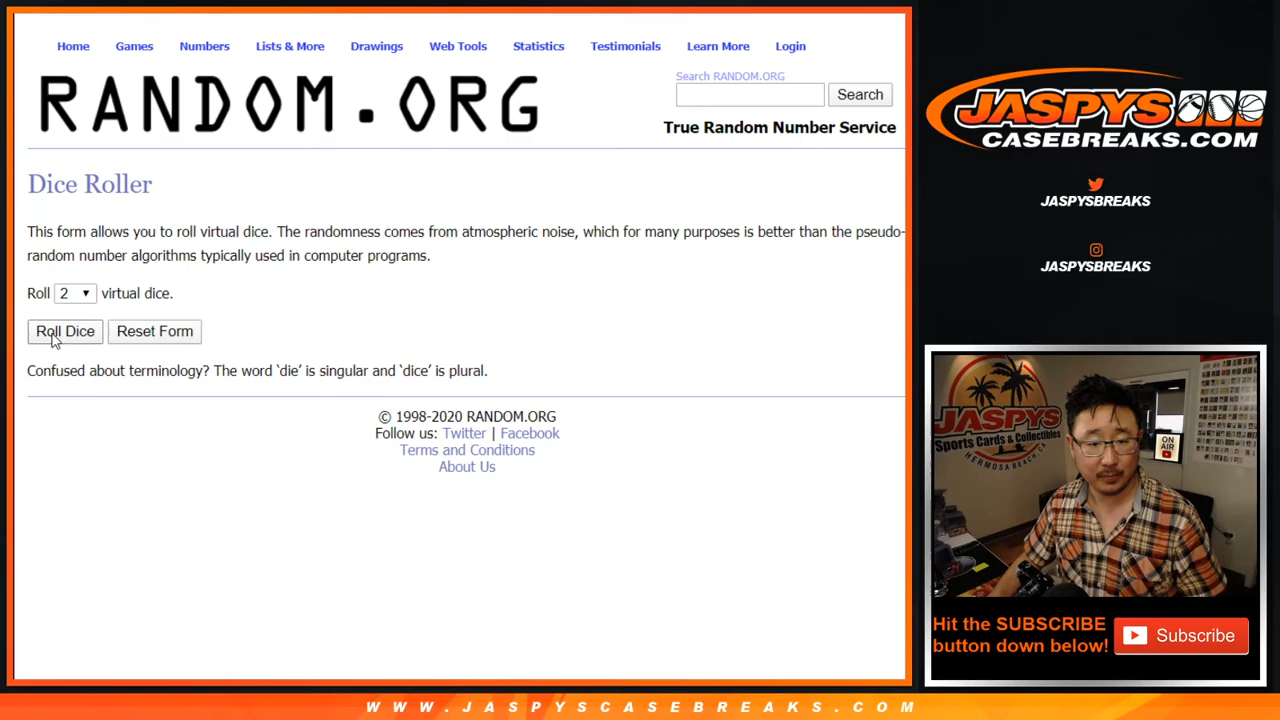 Home Games Numbers Lists & More Drawings Web Tools Statistics Testimonials Learn More Login
RANDOM.ORG
Search RANDOM.ORG
Search
True Random Number Service
Dice Roller
This form allows you to roll virtual dice. The randomness comes from atmospheric noise, which for many purposes is better than the pseudo-
random number algorithms typically used in computer programs.
Roll 2 virtual dice.
Roll Dice Reset Form
Confused about terminology? The word ‘die’ is singular and ‘dice’ is plural.
© 1998-2020 RANDOM.ORG
Follow us: Twitter | Facebook
Terms and Conditions
About Us
JASPYS
CASEBREAKS.COM
JASPYSBREAKS
JASPYSBREAKS
JASPYS
Sports Cards & Collectibles
HERMOSA BEACH, CA
ON
AIR
Hit the SUBSCRIBE
button down below!
Subscribe
WWW.JASPYSCASEBREAKS.COM